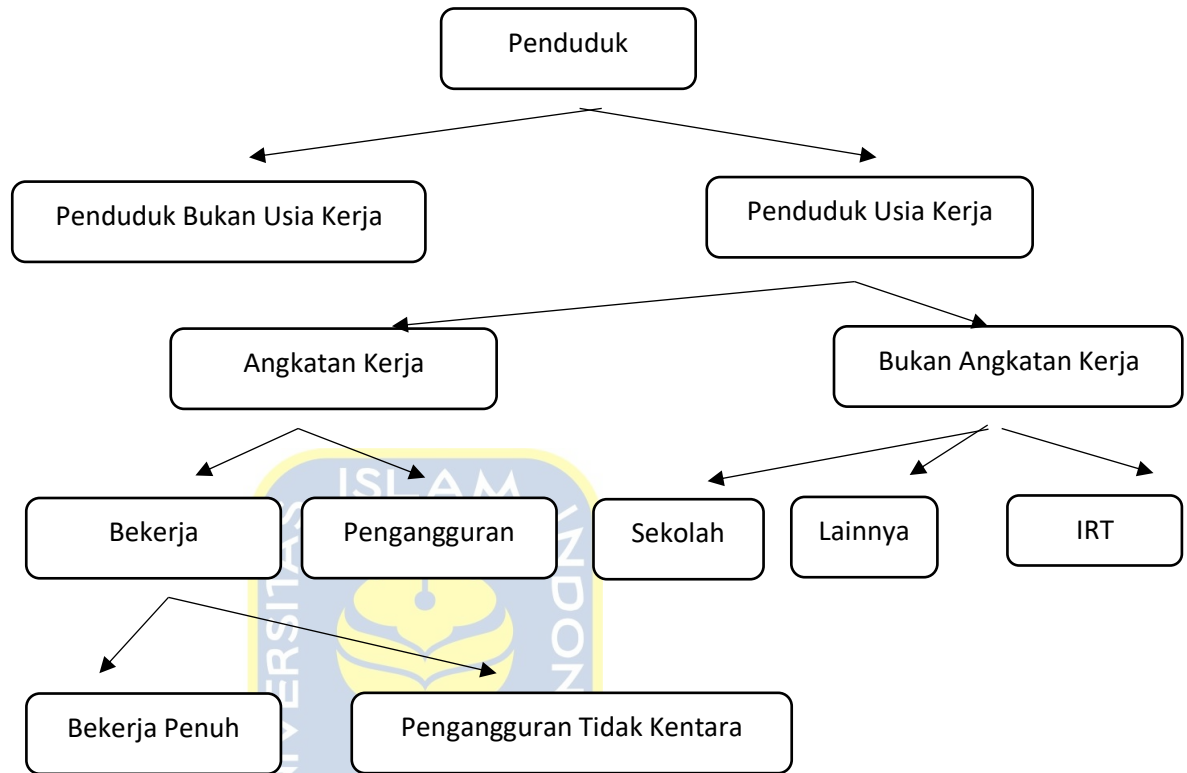 Penduduk
Penduduk Bukan Usia Kerja
Penduduk Usia Kerja
Angkatan Kerja
Bukan Angkatan Kerja
Bekerja
Pengangguran
Sekolah
Lainnya
IRT
Bekerja Penuh
Pengangguran Tidak Kentara
ISLAM